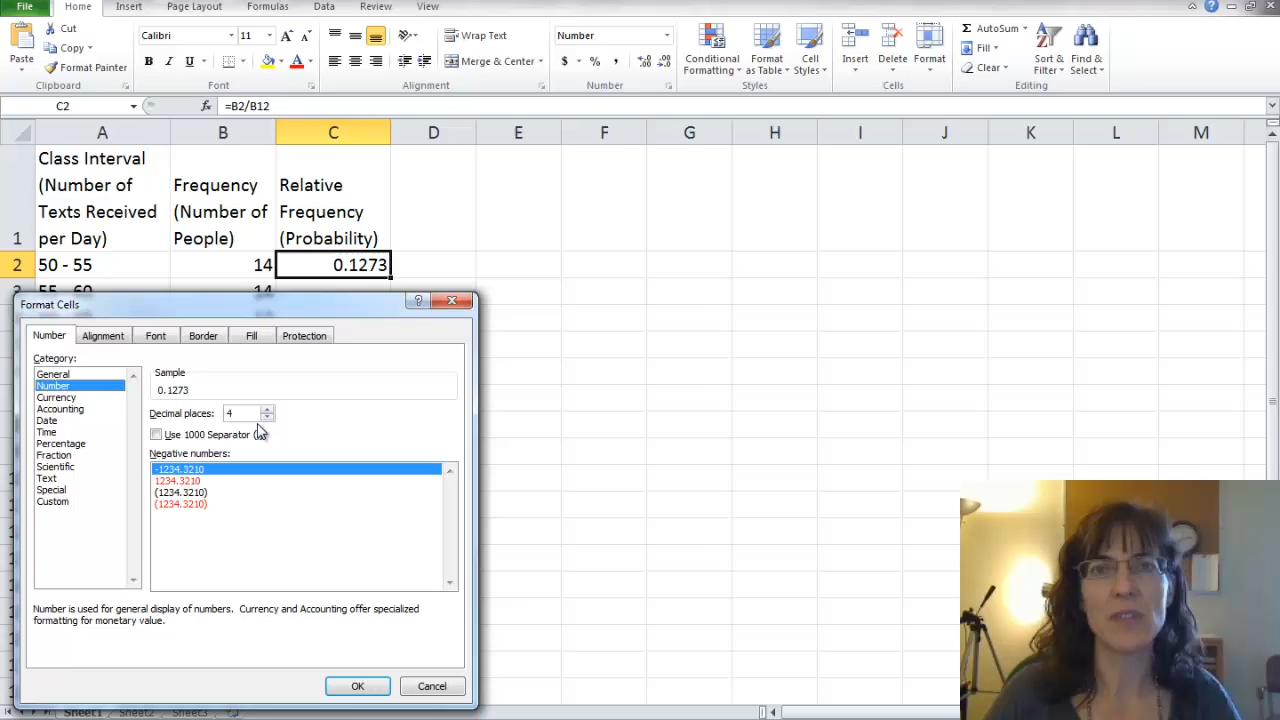 File Home Insert Page Layout Formulas Data Review View
Cut
Copy
Format Painter
Paste
Clipboard
Calibri 11
B I U
Font
Wrap Text
Merge & Center
Alignment
Number
$ % ,
Number
Conditional Formatting
Format as Table
Cell Styles
Styles
Insert Delete Format
Cells
AutoSum
Fill
Clear
Sort & Filter
Find & Select
Editing
C2 fx =B2/B12
A B C D E F G H I J K L M
1
Class Interval
(Number of
Texts Received
per Day)
Frequency
(Number of
People)
Relative
Frequency
(Probability)
2 50 - 55 14 0.1273
55 - 60 14
Format Cells
Number Alignment Font Border Fill Protection
Category:
General
Number
Currency
Accounting
Date
Time
Percentage
Fraction
Scientific
Text
Special
Custom
Sample
0.1273
Decimal places: 4
Use 1000 Separator (
Negative numbers:
-1234.3210
1234.3210
(1234.3210)
(1234.3210)
Number is used for general display of numbers. Currency and Accounting offer specialized
formatting for monetary value.
OK Cancel
Sheet1 Sheet2 Sheet3